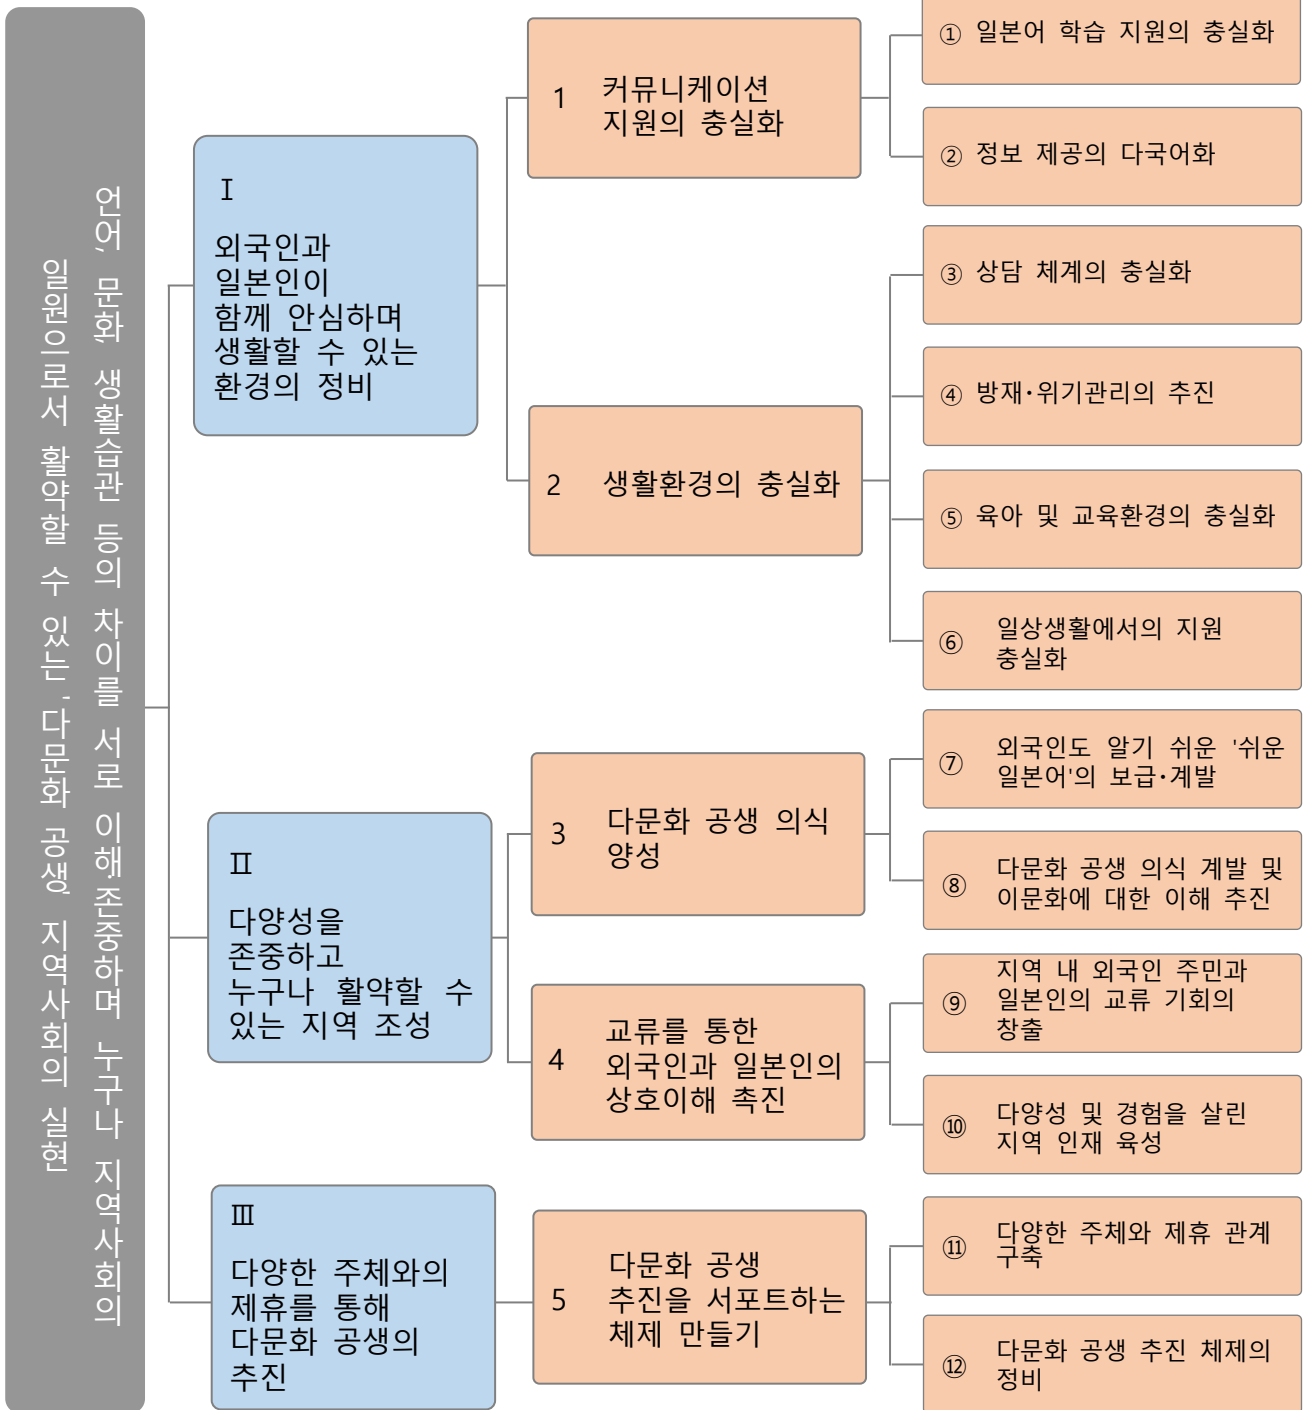 언어, 문화, 생활습관 등의 차이를 서로 이해·존중하며 누구나 지역사회의
일원으로서 활약할 수 있는 '다문화 공생' 지역사회의 실현
Ⅰ
외국인과
일본인이
함께 안심하며
생활할 수 있는
환경의 정비
1 커뮤니케이션
지원의 충실화
① 일본어 학습 지원의 충실화
② 정보 제공의 다국어화
2 생활환경의 충실화
③ 상담 체계의 충실화
④ 방재·위기관리의 추진
⑤ 육아 및 교육환경의 충실화
⑥ 일상생활에서의 지원
충실화
Ⅱ
다양성을
존중하고
누구나 활약할 수
있는 지역 조성
3 다문화 공생 의식
양성
⑦ 외국인도 알기 쉬운 '쉬운
일본어'의 보급·계발
⑧ 다문화 공생 의식 계발 및
이문화에 대한 이해 추진
4 교류를 통한
외국인과 일본인의
상호이해 촉진
⑨ 지역 내 외국인 주민과
일본인의 교류 기회의
창출
⑩ 다양성 및 경험을 살린
지역 인재 육성
Ⅲ
다양한 주체와의
제휴를 통해
다문화 공생의
추진
5 다문화 공생
추진을 서포트하는
체제 만들기
⑪ 다양한 주체와 제휴 관계
구축
⑫ 다문화 공생 추진 체제의
정비